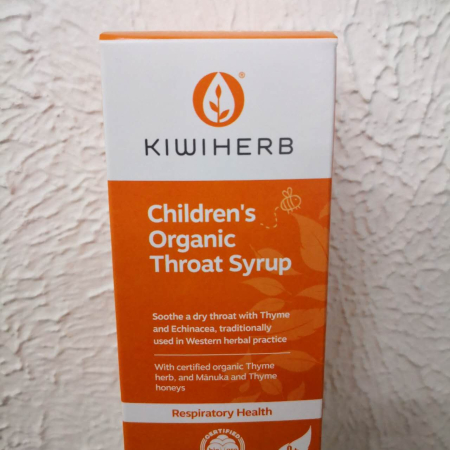 KIWIHERB
Children's
Organic
Throat Syrup
Soothe a dry throat with Thyme
and Echinacea, traditionally
used in Western herbal practice
With certified organic Thyme
herb, and Mānuka and Thyme
honeys
Respiratory Health
CERTIFIED